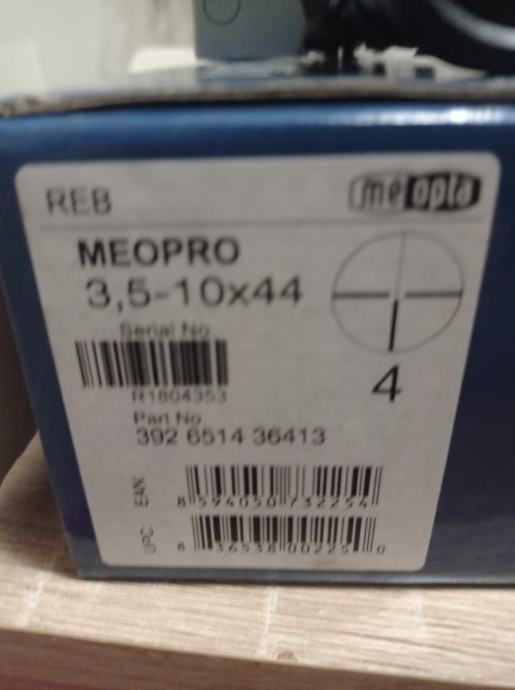 REB
meopta
MEOPRO
3,5-10x44
Serial No.
R1604353
4
Part No.
392 6514 36413
EAN:
8 594050 732254
UPC:
8 34538 00225 0